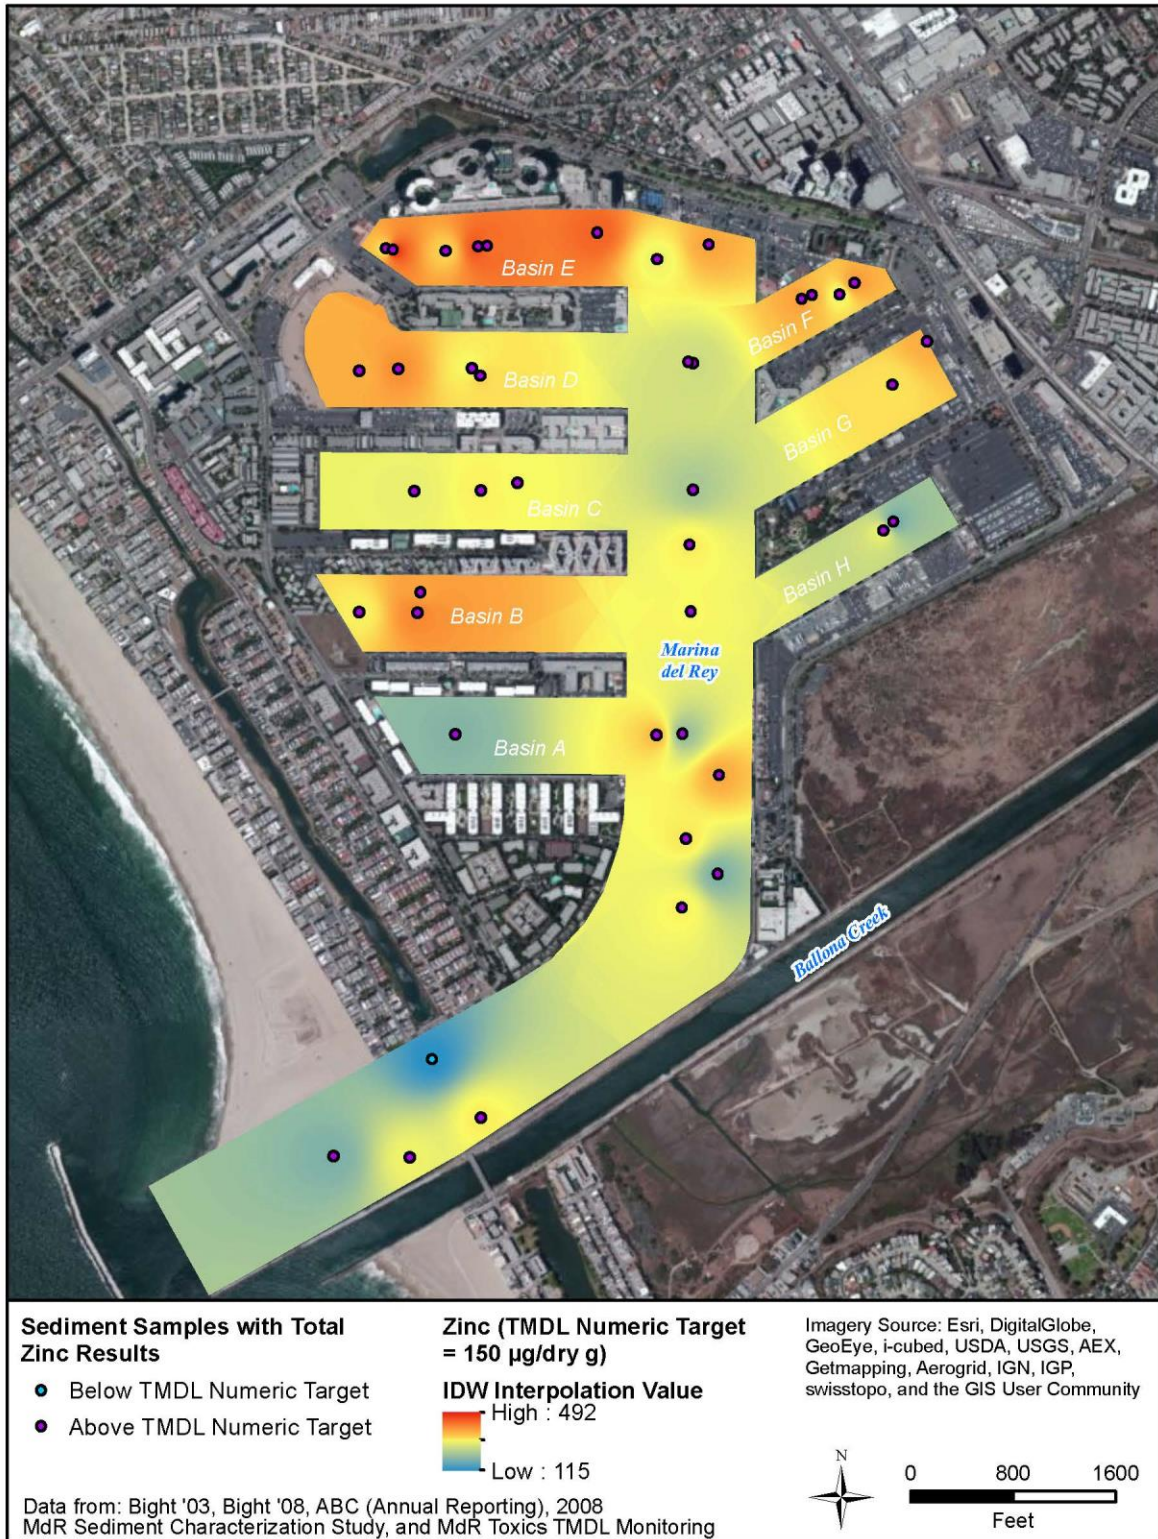 Basin E
Basin F
Basin D
Basin G
Basin C
Basin H
Basin B
Marina
del Rey
Basin A
Ballona Creek
Sediment Samples with Total
Zinc Results
Below TMDL Numeric Target
Above TMDL Numeric Target
Data from: Bight '03, Bight '08, ABC (Annual Reporting), 2008
MdR Sediment Characterization Study, and MdR Toxics TMDL Monitoring
Zinc (TMDL Numeric Target
= 150 µg/dry g)
IDW Interpolation Value
High : 492
Low : 115
Imagery Source: Esri, DigitalGlobe,
GeoEye, i-cubed, USDA, USGS, AEX,
Getmapping, Aerogrid, IGN, IGP,
swisstopo, and the GIS User Community
N
0 800 1600
Feet